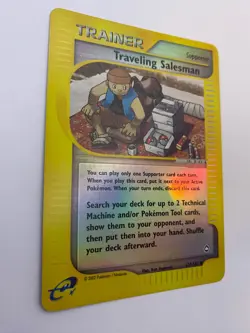 TRAINER
Supporter
Traveling Salesman
You can play only one Supporter card each turn.
When you play this card, put it next to your Active
Pokémon. When your turn ends, discard this card.
Search your deck for up to 2 Technical
Machine and/or Pokémon Tool cards,
show them to your opponent, and
then put them into your hand. Shuffle
your deck afterward.
e